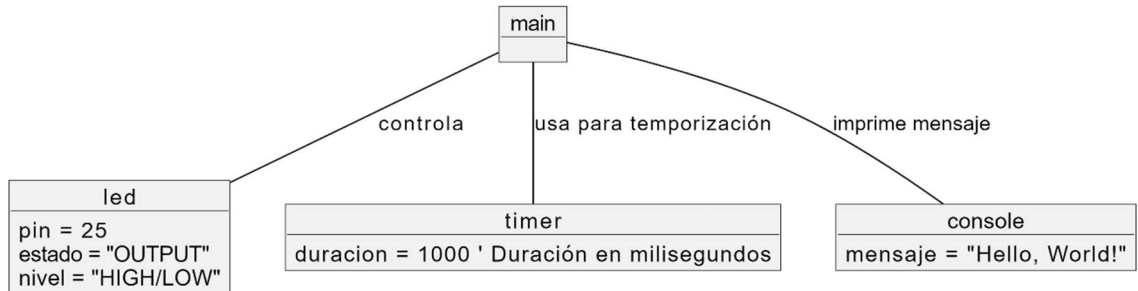 main
controla
usa para temporización
imprime mensaje
led
pin = 25
estado = "OUTPUT"
nivel = "HIGH/LOW"
timer
duracion = 1000 ' Duración en milisegundos
console
mensaje = "Hello, World!"